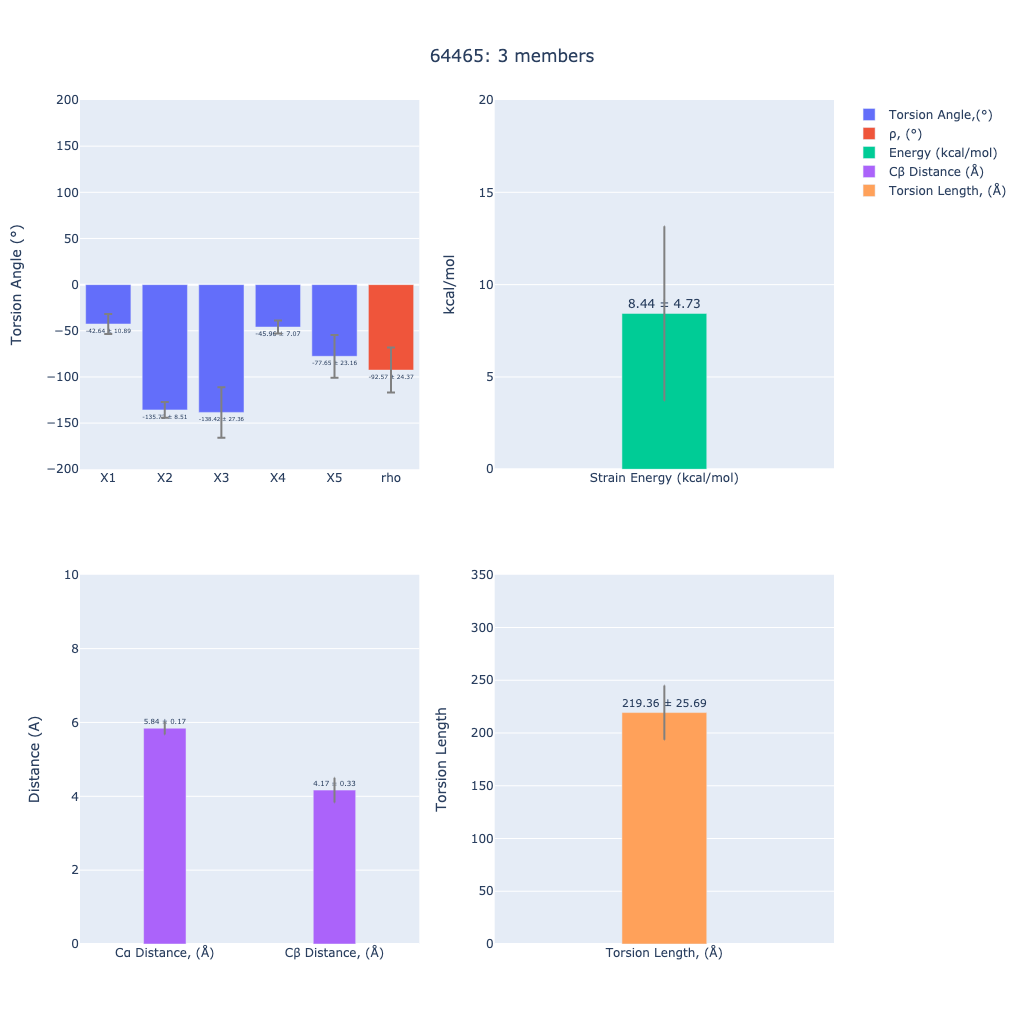 64465: 3 members
Torsion Angle (°)
200
150
100
50
0
−50
−100
−150
−200
-42.64 ± 10.89
-45.96 ± 7.07
-77.65 ± 23.16
-92.57 ± 24.37
± 8.51
-138.42 ± 27.36
X1 X2 X3 X4 X5 rho
kcal/mol
20
15
10
5
0
8.44 ± 4.73
Strain Energy (kcal/mol)
Torsion Angle,(°)
ρ, (°)
Energy (kcal/mol)
Cβ Distance (Å)
Torsion Length, (Å)
Distance (A)
10
8
6
4
2
0
5.84 ± 0.17
4.17 ± 0.33
Cα Distance, (Å) Cβ Distance, (Å)
Torsion Length
350
300
250
200
150
100
50
0
219.36 ± 25.69
Torsion Length, (Å)